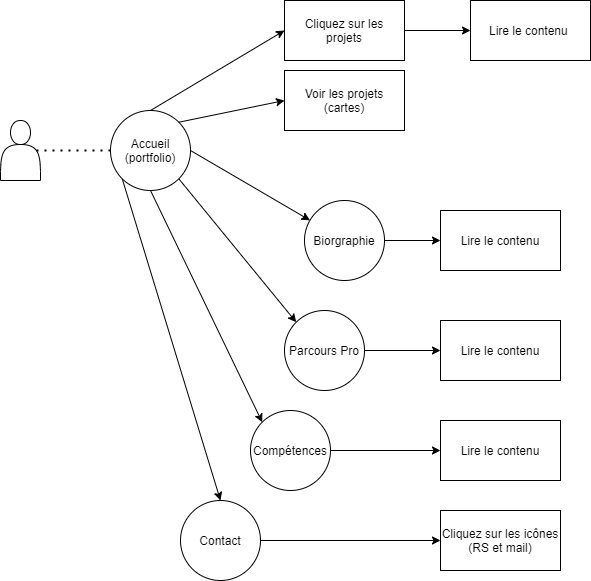 Cliquez sur les
projets
Lire le contenu
Voir les projets
(cartes)
Accueil
(portfolio)
Biorgraphie
Lire le contenu
Parcours Pro
Lire le contenu
Compétences
Lire le contenu
Contact
Cliquez sur les icônes
(RS et mail)